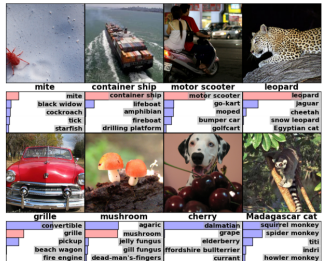 mite container ship motor scooter leopard
mite container ship motor scooter leopard
black widow lifeboat go-kart jaguar
cockroach amphibian moped cheetah
tick fireboat bumper car snow leopard
starfish drilling platform golfcart Egyptian cat
grille mushroom cherry Madagascar cat
convertible agaric dalmatian squirrel monkey
grille mushroom grape spider monkey
pickup jelly fungus elderberry titi
beach wagon gill fungus ffordshire bullterrier indri
fire engine dead-man's-fingers currant howler monkey